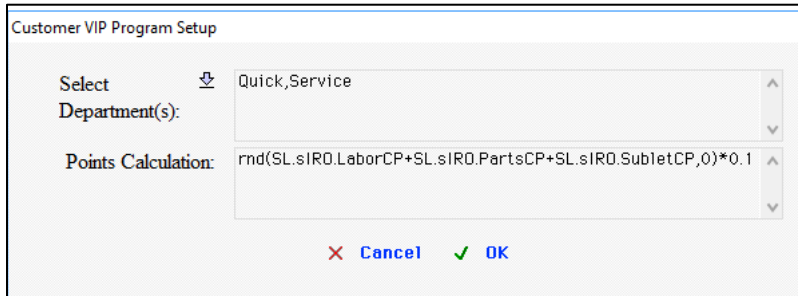 Customer VIP Program Setup
Select
Department(s):
Quick,Service
Points Calculation:
rnd(SL.sIRO.LaborCP+SL.sIRO.PartsCP+SL.sIRO.SubletCP,0)*0.1
Cancel OK